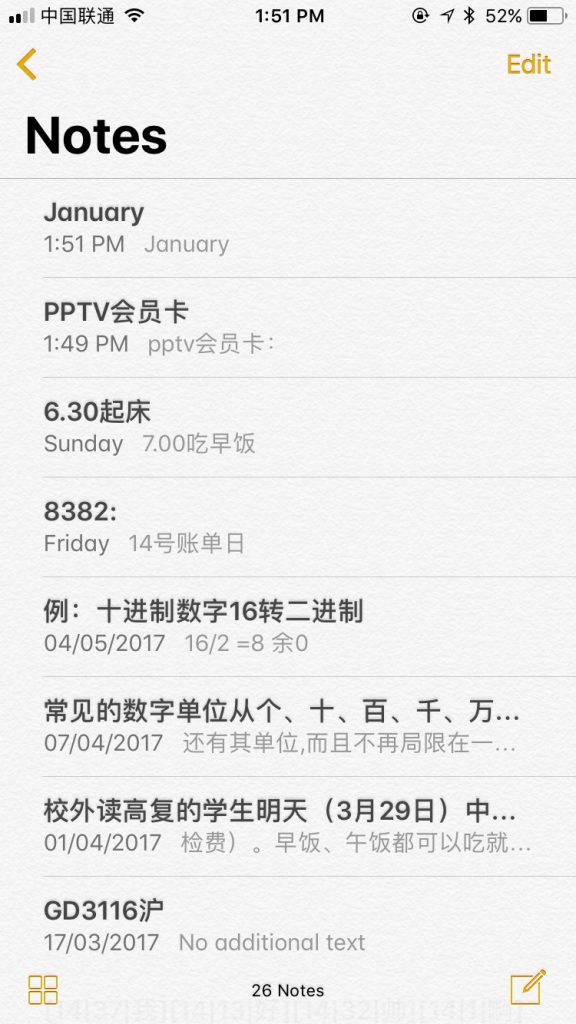 中国联通 1:51 PM 52%
Edit
Notes
January
1:51 PM January
PPTV会员卡
1:49 PM pptv会员卡：
6.30起床
Sunday 7.00吃早饭
8382:
Friday 14号账单日
例：十进制数字16转二进制
04/05/2017 16/2 =8 余0
常见的数字单位从个、十、百、千、万...
07/04/2017 还有其单位,而且不再局限在一...
校外读高复的学生明天（3月29日）中...
01/04/2017 检费）。早饭、午饭都可以吃就...
GD3116沪
17/03/2017 No additional text
26 Notes